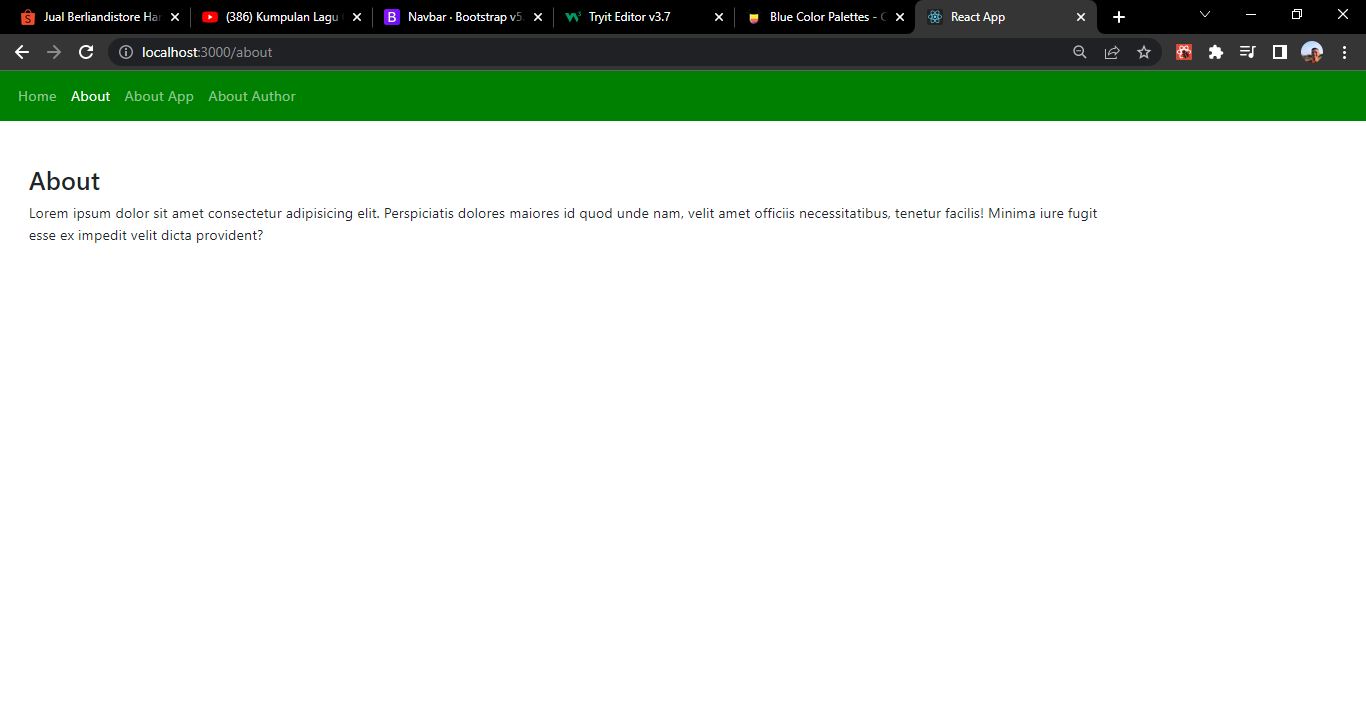 Jual Berliandistore Har
(386) Kumpulan Lagu
Navbar · Bootstrap v5.
Tryit Editor v3.7
Blue Color Palettes - C
React App
localhost:3000/about
Home About About App About Author
About
Lorem ipsum dolor sit amet consectetur adipisicing elit. Perspiciatis dolores maiores id quod unde nam, velit amet officiis necessitatibus, tenetur facilis! Minima iure fugit
esse ex impedit velit dicta provident?